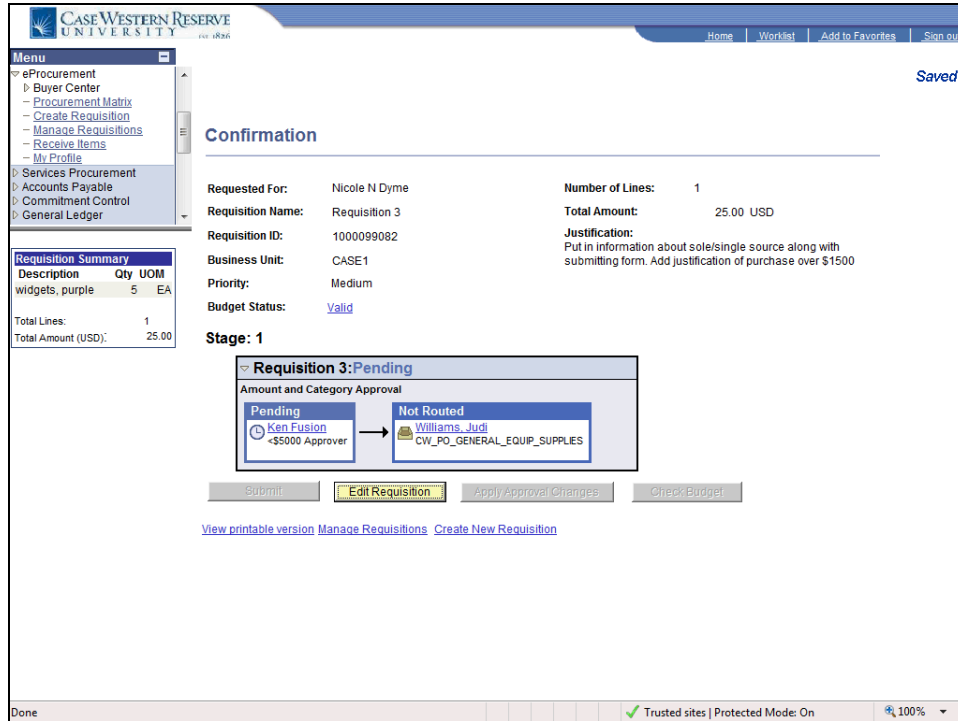 CASE WESTERN RESERVE
UNIVERSITY EST 1826
Home Worklist Add to Favorites Sign ou
Menu
eProcurement
Buyer Center
Procurement Matrix
Create Requisition
Manage Requisitions
Receive Items
My Profile
Services Procurement
Accounts Payable
Commitment Control
General Ledger
Requisition Summary
Description Qty UOM
widgets, purple 5 EA
Total Lines: 1
Total Amount (USD): 25.00
Saved
Confirmation
Requested For: Nicole N Dyme Number of Lines: 1
Requisition Name: Requisition 3 Total Amount: 25.00 USD
Requisition ID: 1000099082 Justification:
Put in information about sole/single source along with
Business Unit: CASE1 submitting form. Add justification of purchase over $1500
Priority: Medium
Budget Status: Valid
Stage: 1
Requisition 3:Pending
Amount and Category Approval
Pending Not Routed
Ken Fusion Williams, Judi
<$5000 Approver CW_PO_GENERAL_EQUIP_SUPPLIES
Submit Edit Requisition Apply Approval Changes Check Budget
View printable version Manage Requisitions Create New Requisition
Done Trusted sites | Protected Mode: On 100%